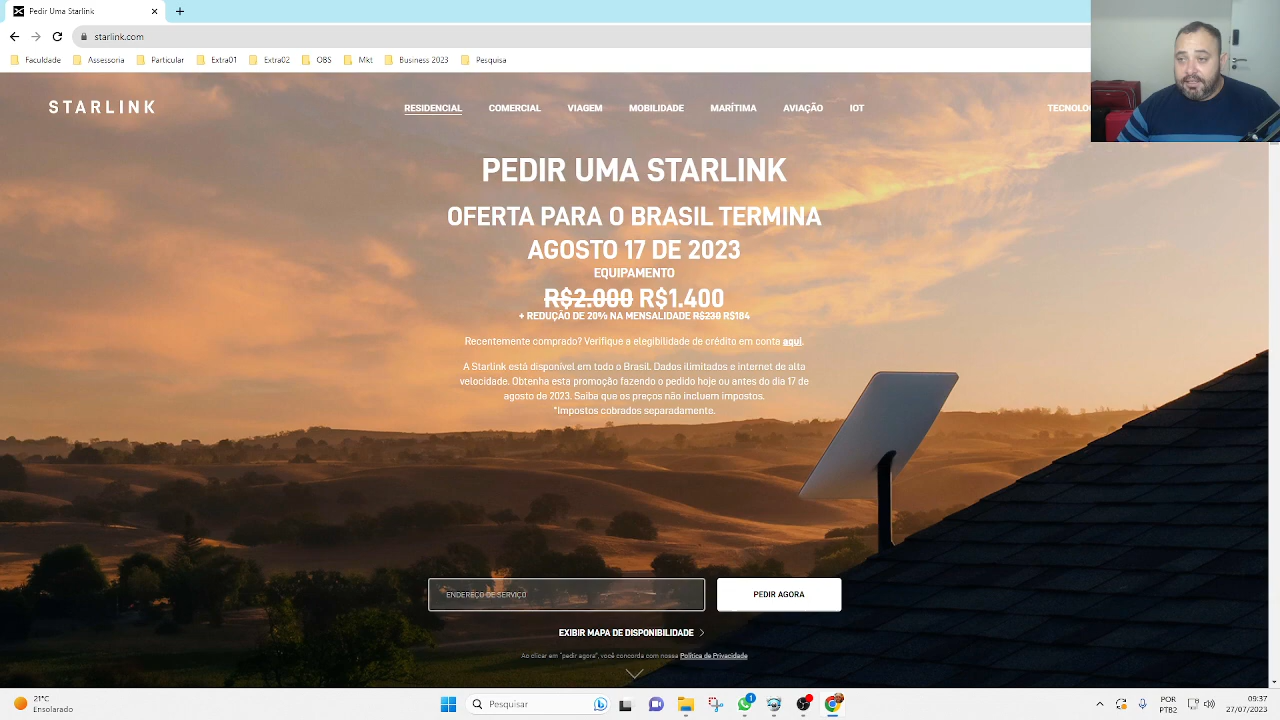 Pedir Uma Starlink
starlink.com
Faculdade
Assessoria
Particular
Extra01
Extra02
OBS
Mkt
Business 2023
Pesquisa
STARLINK
RESIDENCIAL
COMERCIAL
VIAGEM
MOBILIDADE
MARÍTIMA
AVIAÇÃO
IOT
PEDIR UMA STARLINK
OFERTA PARA O BRASIL TERMINA
AGOSTO 17 DE 2023
EQUIPAMENTO
R$2.000 R$1.400
+ REDUÇÃO DE 20% NA MENSALIDADE R$230 R$184
Recentemente comprado? Verifique a elegibilidade de crédito em conta aqui.
A Starlink está disponível em todo o Brasil. Dados ilimitados e internet de alta
velocidade. Obtenha esta promoção fazendo o pedido hoje ou antes do dia 17 de
agosto de 2023. Saiba que os preços não incluem impostos.
*Impostos cobrados separadamente.
ENDEREÇO DE SERVIÇO
PEDIR AGORA
EXIBIR MAPA DE DISPONIBILIDADE
Ao clicar em "pedir agora", você concorda com nossa Política de Privacidade
21°C
Ensolarado
Pesquisar
1
POR
PTB2
09:37
27/07/2023